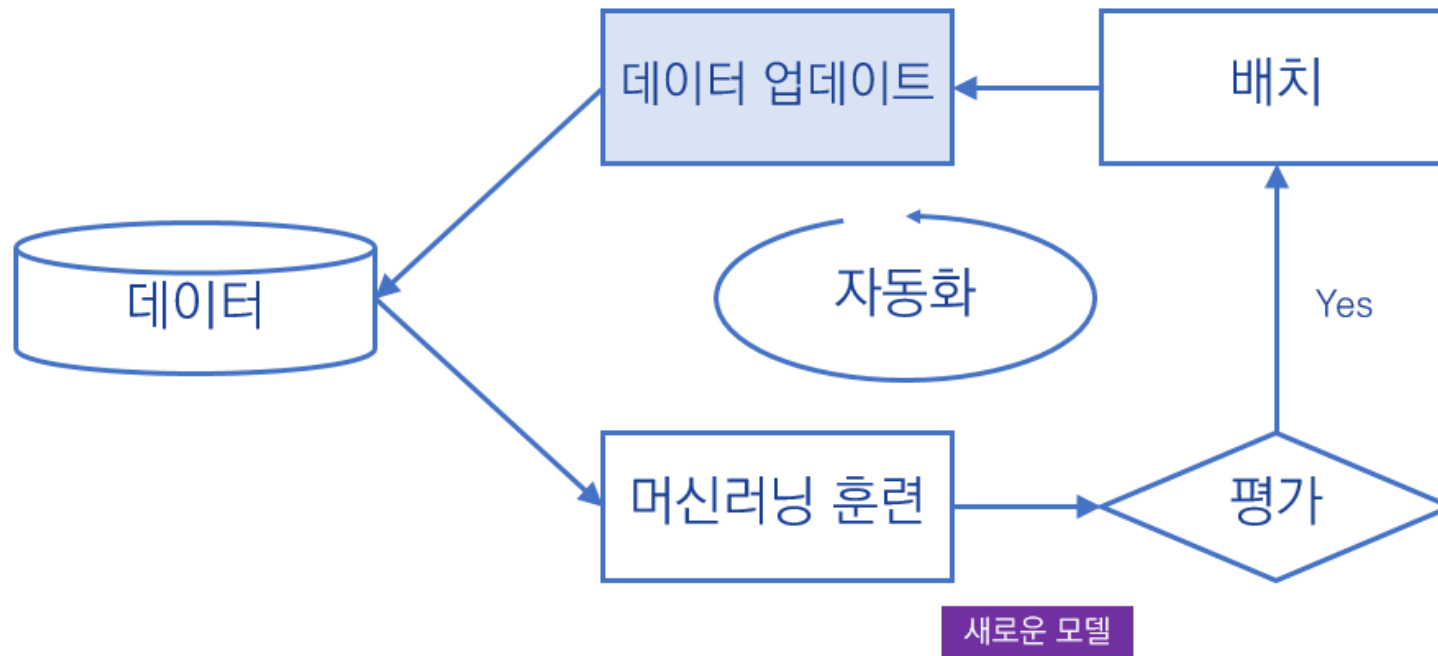 데이터 업데이트
배치
데이터
자동화
Yes
머신러닝 훈련
평가
새로운 모델